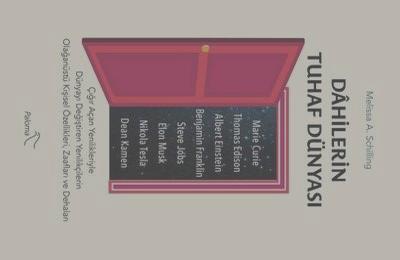 Melissa A. Schilling
DÂHİLERİN
TUHAF DÜNYASI
Marie Curie
Thomas Edison
Albert Einstein
Benjamin Franklin
Steve Jobs
Elon Musk
Nikola Tesla
Dean Kamen
Çığır Açan Yenilikleriyle
Dünyayı Değiştiren Yenilikçilerin
Olağanüstü Kişisel Özellikleri, Zaafları ve Dehaları
Paloma